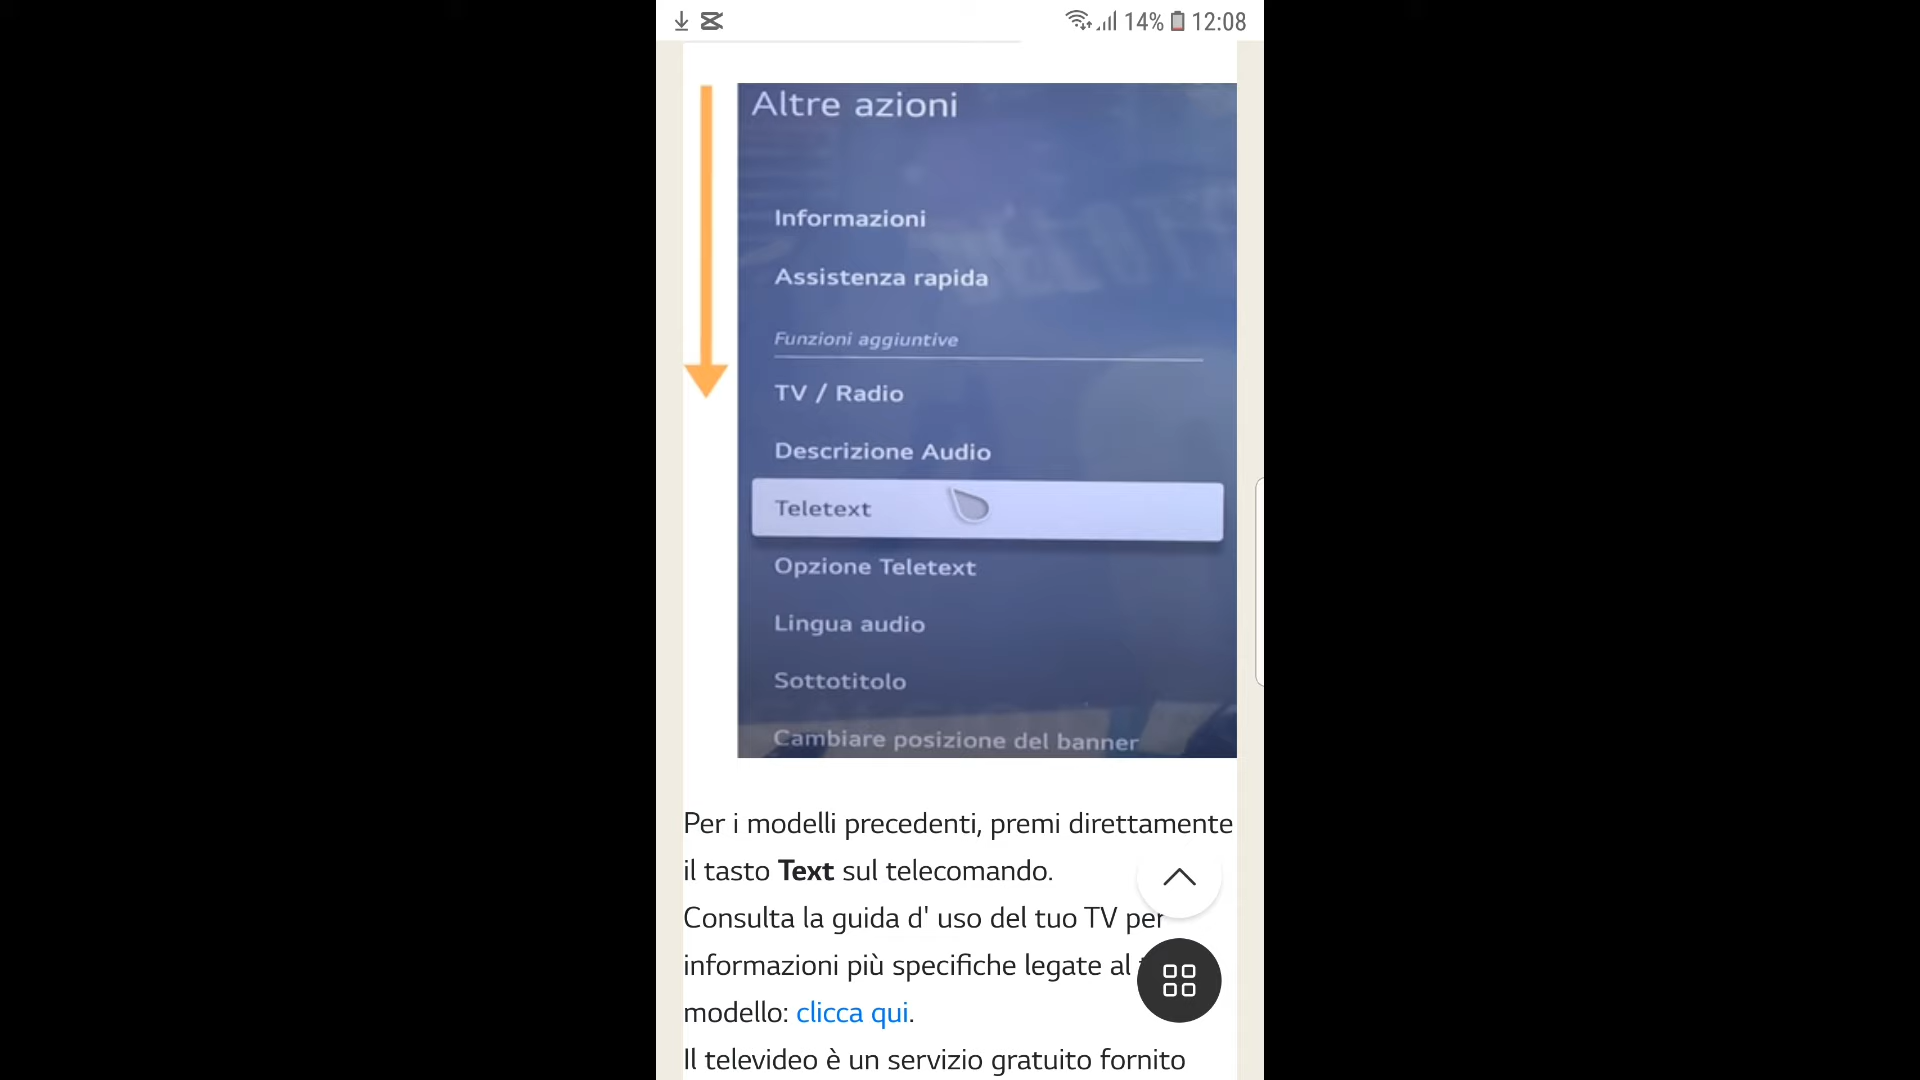 14% 12:08
Altre azioni
Informazioni
Assistenza rapida
Funzioni aggiuntive
TV / Radio
Descrizione Audio
Teletext
Opzione Teletext
Lingua audio
Sottotitolo
Cambiare posizione del banner
Per i modelli precedenti, premi direttamente
il tasto Text sul telecomando.
Consulta la guida d' uso del tuo TV per
informazioni più specifiche legate al
modello: clicca qui.
Il televideo è un servizio gratuito fornito